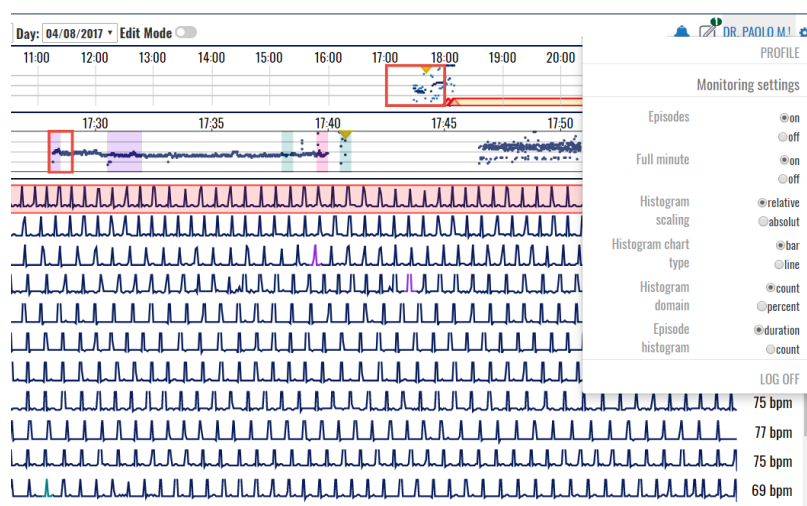 Day: 04/08/2017 ▾ Edit Mode
1 DR. PAOLO M.!
11:00 12:00 13:00 14:00 15:00 16:00 17:00 18:00 19:00 20:00
17:30 17:35 17:40 17:45 17:50
PROFILE
Monitoring settings
Episodes on
off
Full minute on
off
Histogram relative
scaling absolut
Histogram chart bar
type line
Histogram count
domain percent
Episode duration
histogram count
LOG OFF
75 bpm
77 bpm
75 bpm
69 bpm